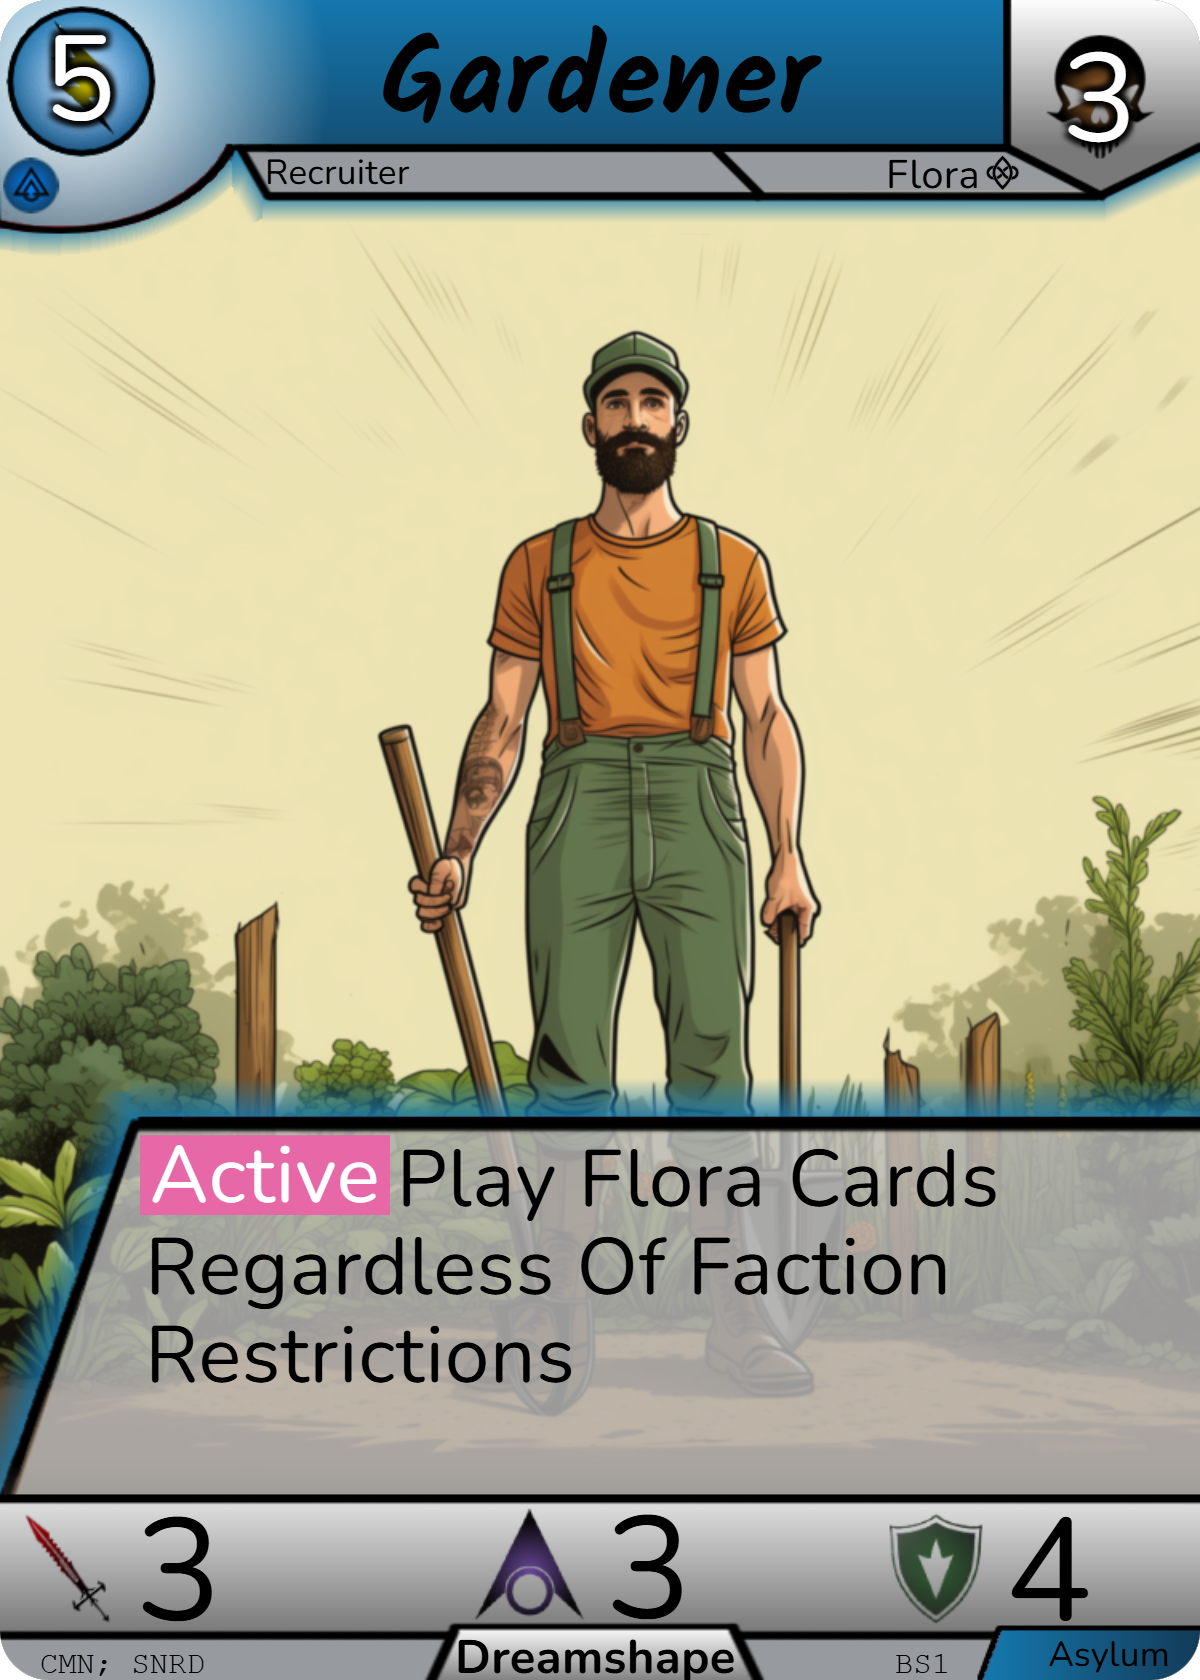 5
Gardener
3
Recruiter
Flora
Active Play Flora Cards
Regardless Of Faction
Restrictions
3
3
4
CMN; SNRD
Dreamshape
BS1
Asylum